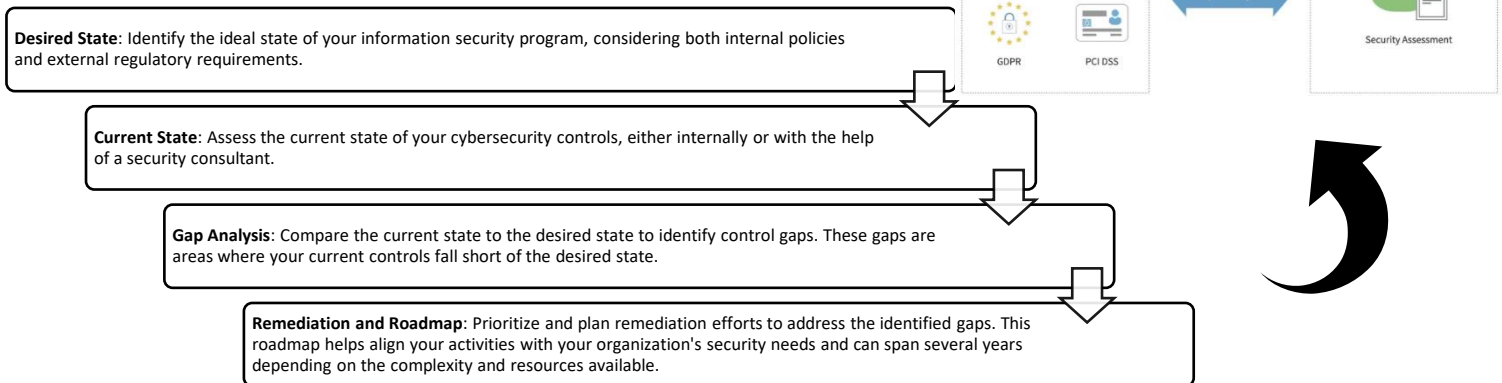 Desired State: Identify the ideal state of your information security program, considering both internal policies
and external regulatory requirements.
GDPR
PCI DSS
Security Assessment
Current State: Assess the current state of your cybersecurity controls, either internally or with the help
of a security consultant.
Gap Analysis: Compare the current state to the desired state to identify control gaps. These gaps are
areas where your current controls fall short of the desired state.
Remediation and Roadmap: Prioritize and plan remediation efforts to address the identified gaps. This
roadmap helps align your activities with your organization's security needs and can span several years
depending on the complexity and resources available.